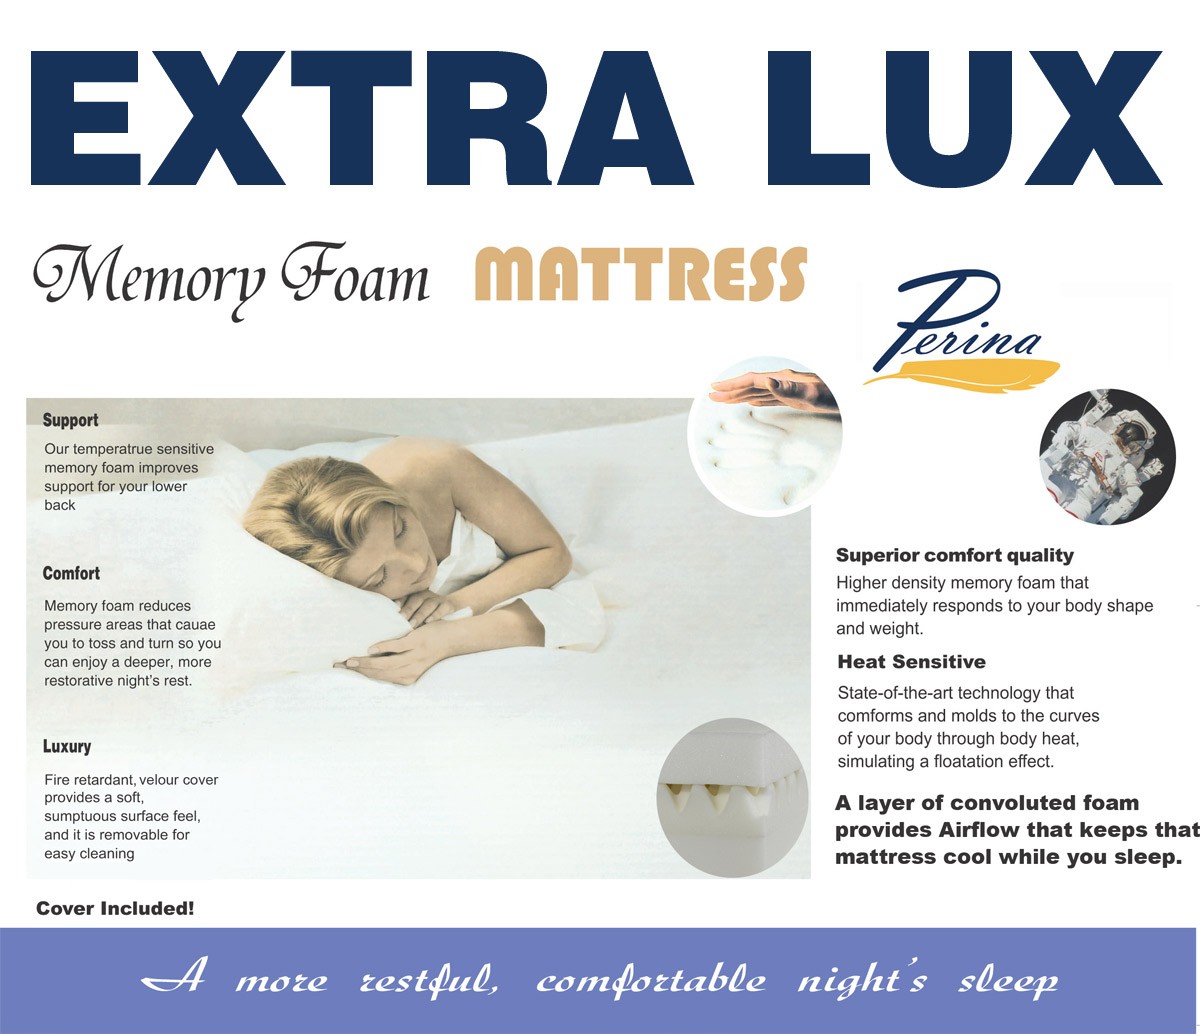 EXTRA LUX
Memory Foam MATTRESS
Perina
Support
Our temperatrue sensitive
memory foam improves
support for your lower
back
Comfort
Memory foam reduces
pressure areas that cauae
you to toss and turn so you
can enjoy a deeper, more
restorative night's rest.
Luxury
Fire retardant, velour cover
provides a soft,
sumptuous surface feel,
and it is removable for
easy cleaning
Cover Included!
Superior comfort quality
Higher density memory foam that
immediately responds to your body shape
and weight.
Heat Sensitive
State-of-the-art technology that
comforms and molds to the curves
of your body through body heat,
simulating a floatation effect.
A layer of convoluted foam
provides Airflow that keeps that
mattress cool while you sleep.
A more restful, comfortable night's sleep